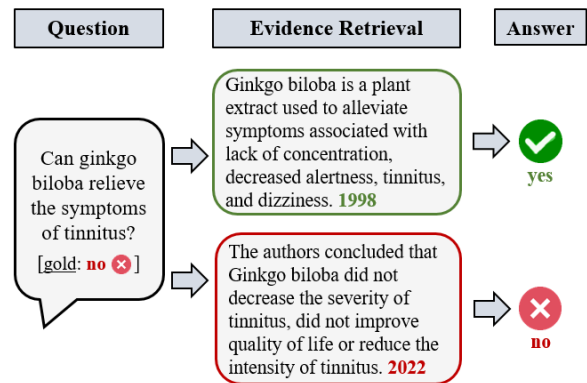 Question
Evidence Retrieval
Answer
Can ginkgo
biloba relieve
the symptoms
of tinnitus?
[gold: no ]
Ginkgo biloba is a plant
extract used to alleviate
symptoms associated with
lack of concentration,
decreased alertness, tinnitus,
and dizziness. 1998
yes
The authors concluded that
Ginkgo biloba did not
decrease the severity of
tinnitus, did not improve
quality of life or reduce the
intensity of tinnitus. 2022
no